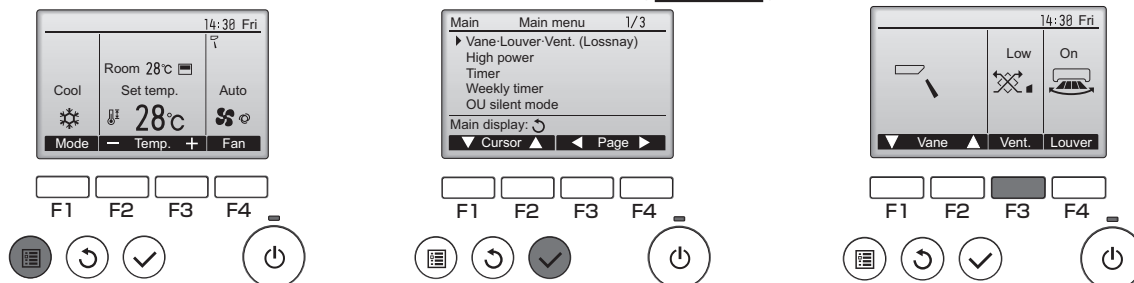 14:30 Fri
Room 28°C
Cool
Set temp.
Auto
28°C
Mode − Temp. + Fan
F1 F2 F3 F4
Main Main menu 1/3
Vane·Louver·Vent. (Lossnay)
High power
Timer
Weekly timer
OU silent mode
Main display:
Cursor Page
F1 F2 F3 F4
14:30 Fri
Low On
Vane Vent. Louver
F1 F2 F3 F4